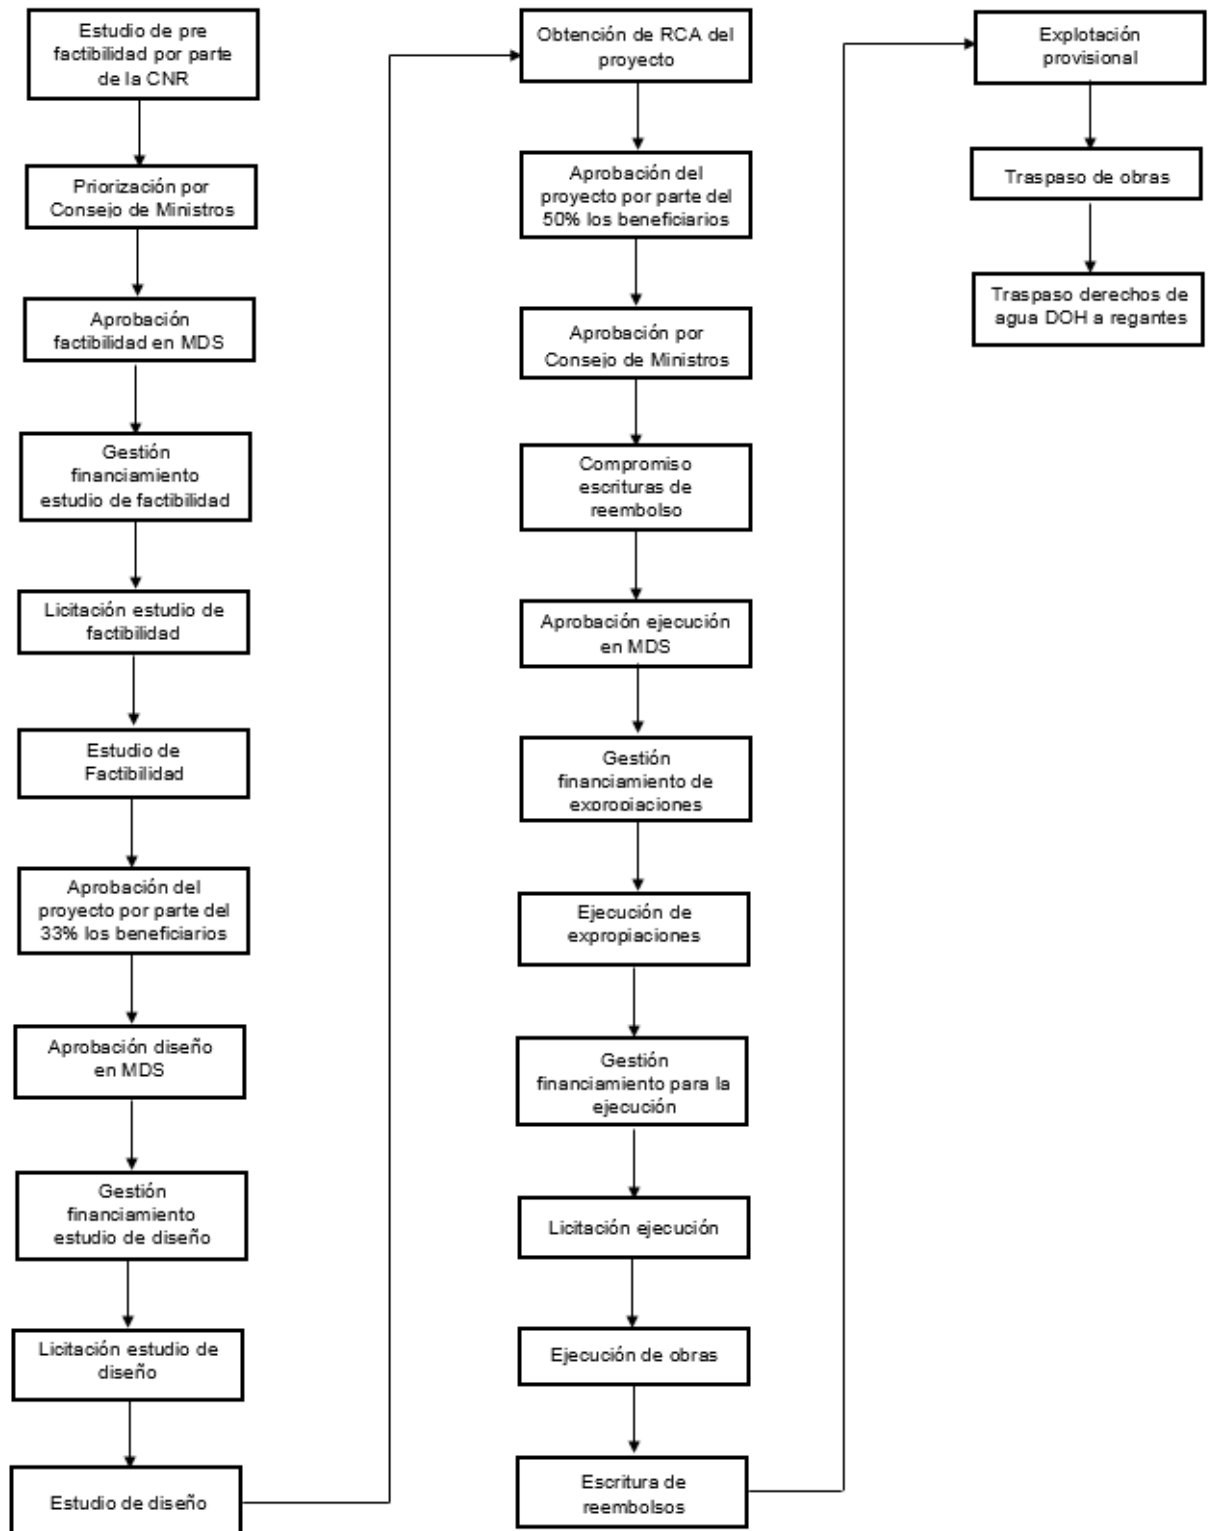 Estudio de pre
factibilidad por parte
de la CNR
Priorización por
Consejo de Ministros
Aprobación
factibilidad en MDS
Gestión
financiamiento
estudio de factibilidad
Licitación estudio de
factibilidad
Estudio de
Factibilidad
Aprobación del
proyecto por parte del
33% los beneficiarios
Aprobación diseño
en MDS
Gestión
financiamiento
estudio de diseño
Licitación estudio de
diseño
Estudio de diseño
Obtención de RCA del
proyecto
Aprobación del
proyecto por parte del
50% los beneficiarios
Aprobación por
Consejo de Ministros
Compromiso
escrituras de
reembolso
Aprobación ejecución
en MDS
Gestión
financiamiento de
expropiaciones
Ejecución de
expropiaciones
Gestión
financiamiento para la
ejecución
Licitación ejecución
Ejecución de obras
Escritura de
reembolsos
Explotación
provisional
Traspaso de obras
Traspaso derechos de
agua DOH a regantes